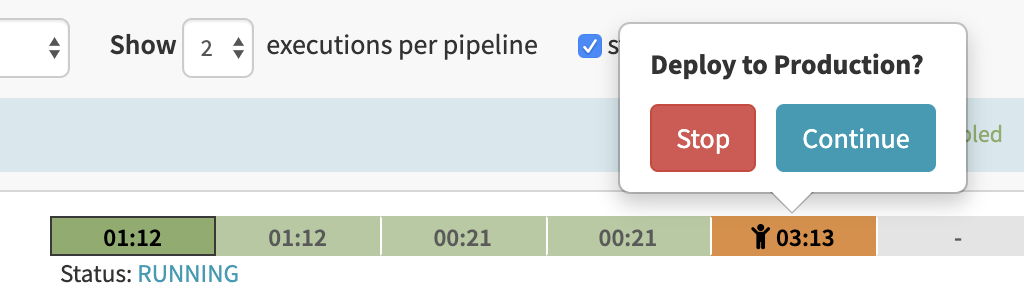 Show 2 executions per pipeline
Deploy to Production?
Stop Continue
01:12 01:12 00:21 00:21 03:13 -
Status: RUNNING